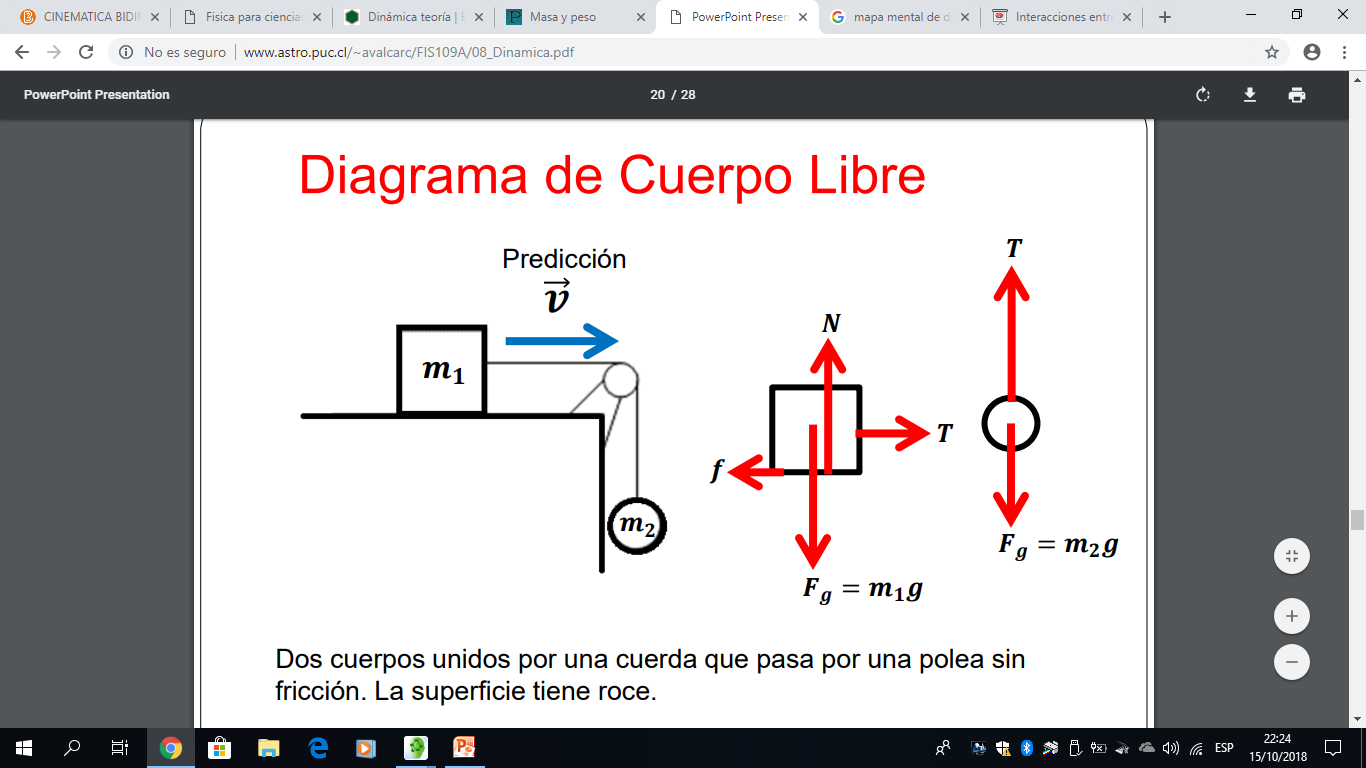 CINEMATICA BIDI
Fisica para ciencia
Dinámica teoría | E
Masa y peso
PowerPoint Presen
mapa mental de d
Interacciones entr
No es seguro | www.astro.puc.cl/~avalcarc/FIS109A/08_Dinamica.pdf
PowerPoint Presentation
20 / 28
Diagrama de Cuerpo Libre
Predicción
v
m1
m2
N
T
f
Fg = m1g
T
Fg = m2g
Dos cuerpos unidos por una cuerda que pasa por una polea sin
fricción. La superficie tiene roce.
ESP
22:24
15/10/2018